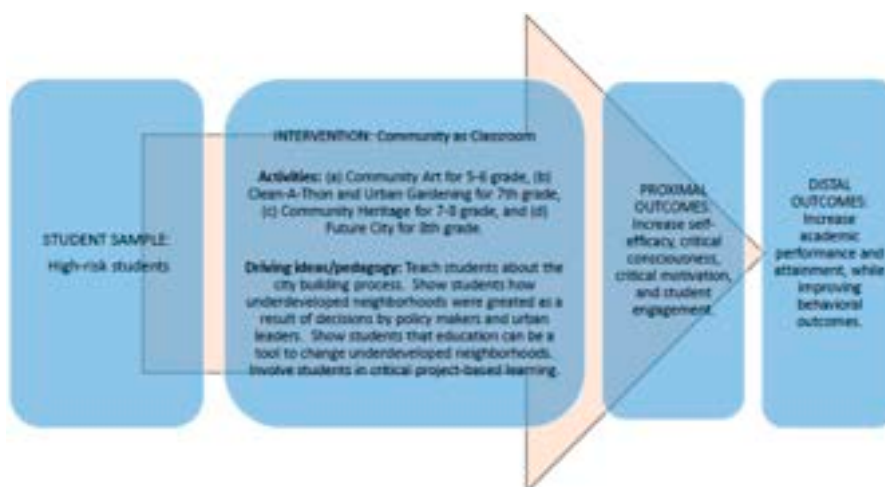 STUDENT SAMPLE:
High-risk students
INTERVENTION: Community as Classroom
Activities: (a) Community Art for 5-6 grade, (b)
Clean-A-Thon and Urban Gardening for 7th grade,
(c) Community Heritage for 7-8 grade, and (d)
Future City for 8th grade.
Driving ideas/pedagogy: Teach students about the
city building process. Show students how
underdeveloped neighborhoods were greated as a
result of decisions by policy makers and urban
leaders. Show students that education can be a
tool to change underdeveloped neighborhoods.
Involve students in critical project-based learning.
PROXIMAL
OUTCOMES:
Increase self-
efficacy, critical
consciousness,
critical motivation,
and student
engagement.
DISTAL
OUTCOMES:
Increase
academic
performance and
attainment, while
improving
behavioral
outcomes.